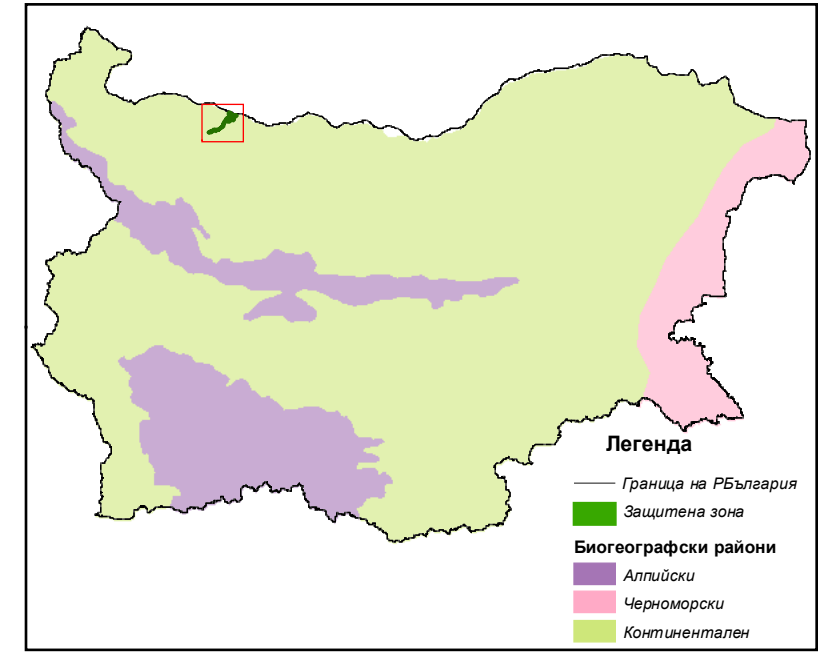 Легенда
Граница на РБългария
Защитена зона
Биогеографски райони
Алпийски
Черноморски
Континентален